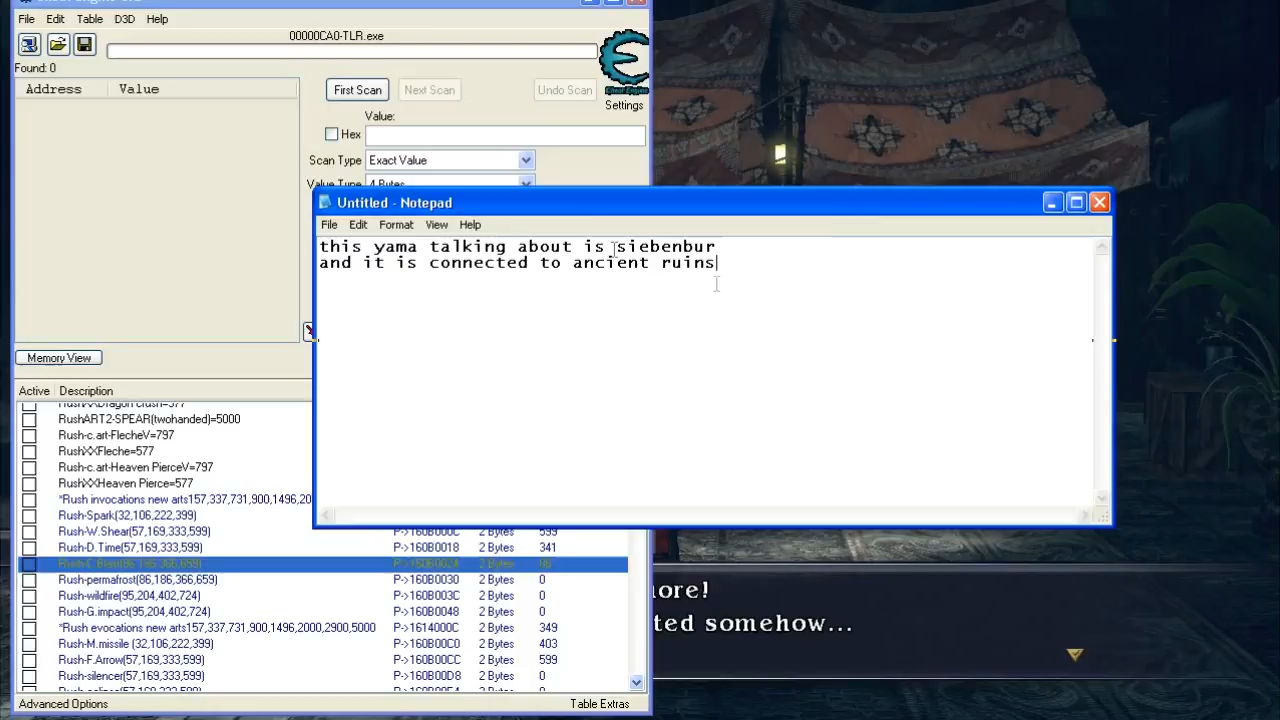 File Edit Table D3D Help
00000CA0-TLR.exe
Found: 0
Address Value
First Scan Next Scan Undo Scan
Cheat Engine
Settings
Value:
Hex
Scan Type Exact Value
Value Type 4 Bytes
Untitled - Notepad
File Edit Format View Help
this yama talking about is siebenbur
and it is connected to ancient ruins
Memory View
Active Description
RushART2-SPEAR(twohanded)=5000
Rush-c.art-FlecheV=797
RushXXFleche=577
Rush-c.art-Heaven PierceV=797
RushXXHeaven Pierce=577
*Rush invocations new arts157,337,731,900,1496,20
Rush-Spark(32,106,222,399)
Rush-W.Shear(57,169,333,599) P->160B000C 2 Bytes 599
Rush-D.Time(57,169,333,599) P->160B0018 2 Bytes 341
Rush-permafrost(86,186,366,659) P->160B0030 2 Bytes 0
Rush-wildfire(95,204,402,724) P->160B003C 2 Bytes 0
Rush-G.impact(95,204,402,724) P->160B0048 2 Bytes 0
*Rush evocations new arts157,337,731,900,1496,2000,2900,5000 P->1614000C 2 Bytes 349
Rush-M.missile (32,106,222,399) P->160B00C0 2 Bytes 403
Rush-F.Arrow(57,169,333,599) P->160B00CC 2 Bytes 599
Rush-silencer(57,169,333,599) P->160B00D8 2 Bytes 0
Advanced Options Table Extras
ore!
ted somehow...